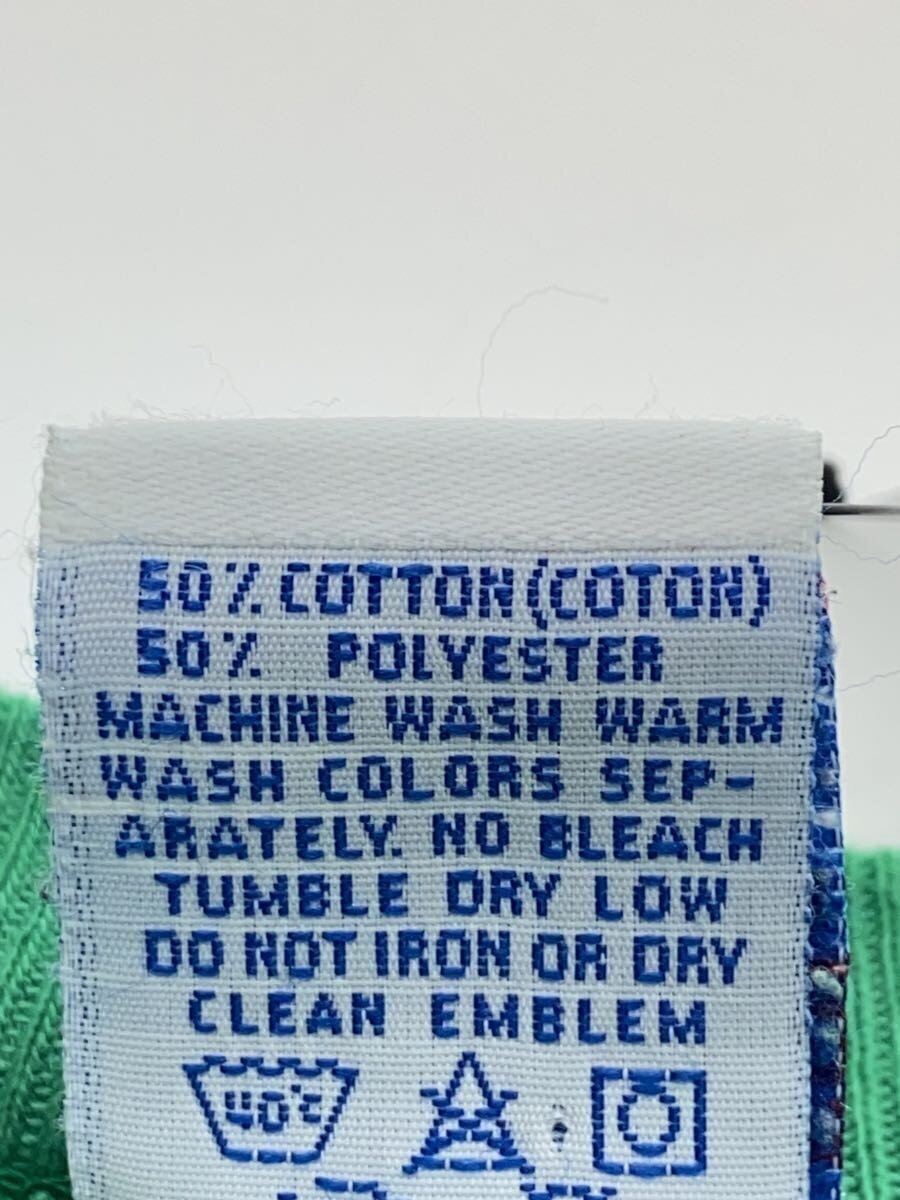 50% COTTON (COTON)
50% POLYESTER
MACHINE WASH WARM
WASH COLORS SEP-
ARATELY. NO BLEACH
TUMBLE DRY LOW
DO NOT IRON OR DRY
CLEAN EMBLEM
40°C